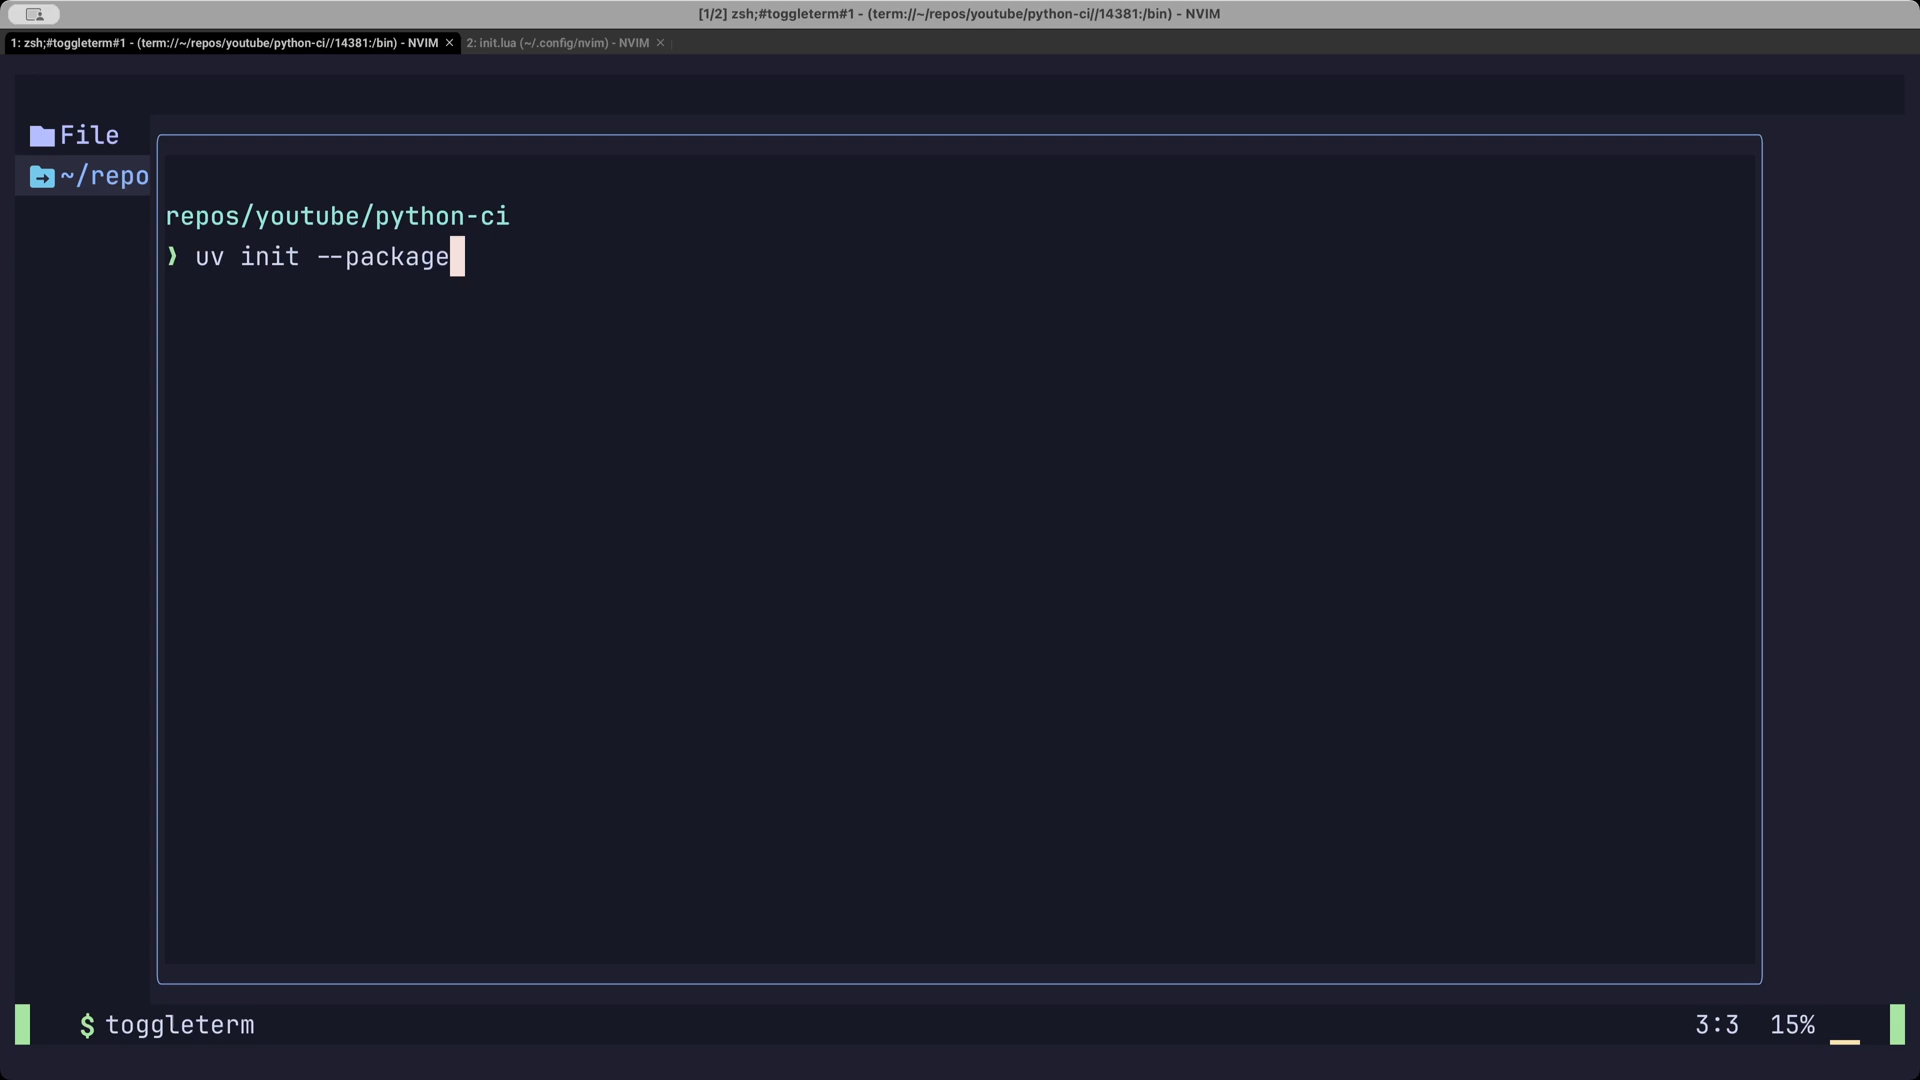 [1/2] zsh;#toggleterm#1 - (term://~/repos/youtube/python-ci//14381:/bin) - NVIM
1: zsh;#toggleterm#1 - (term://~/repos/youtube/python-ci//14381:/bin) - NVIM × 2: init.lua (~/.config/nvim) - NVIM ×
File
~/repo
repos/youtube/python-ci
❯ uv init --package
$ toggleterm 3:3 15%